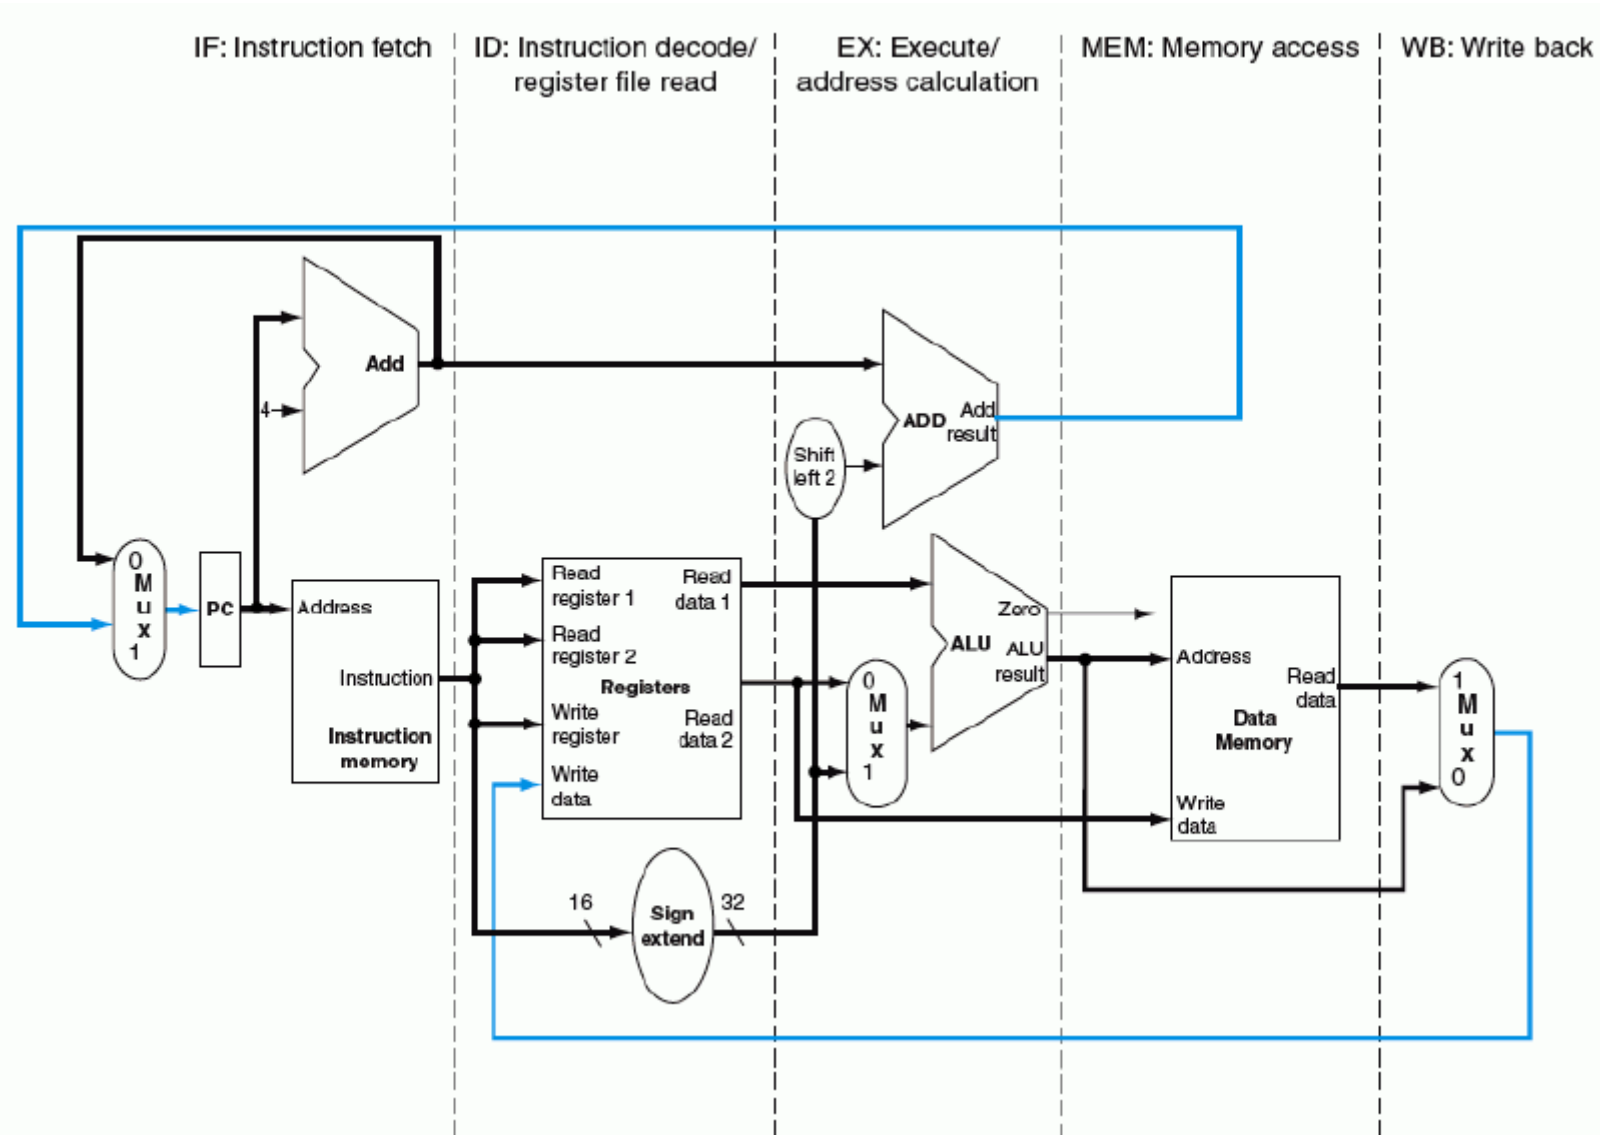 IF: Instruction fetch
ID: Instruction decode/
register file read
EX: Execute/
address calculation
MEM: Memory access
WB: Write back
Add
4
ADD
Add
result
Shift
left 2
0
M
u
x
1
PC
Address
Instruction
Instruction
memory
Read
register 1
Read
register 2
Registers
Write
register
Write
data
Read
data 1
Read
data 2
0
M
u
x
1
Zero
ALU
ALU
result
Address
Read
data
Data
Memory
Write
data
1
M
u
x
0
16
Sign
extend
32